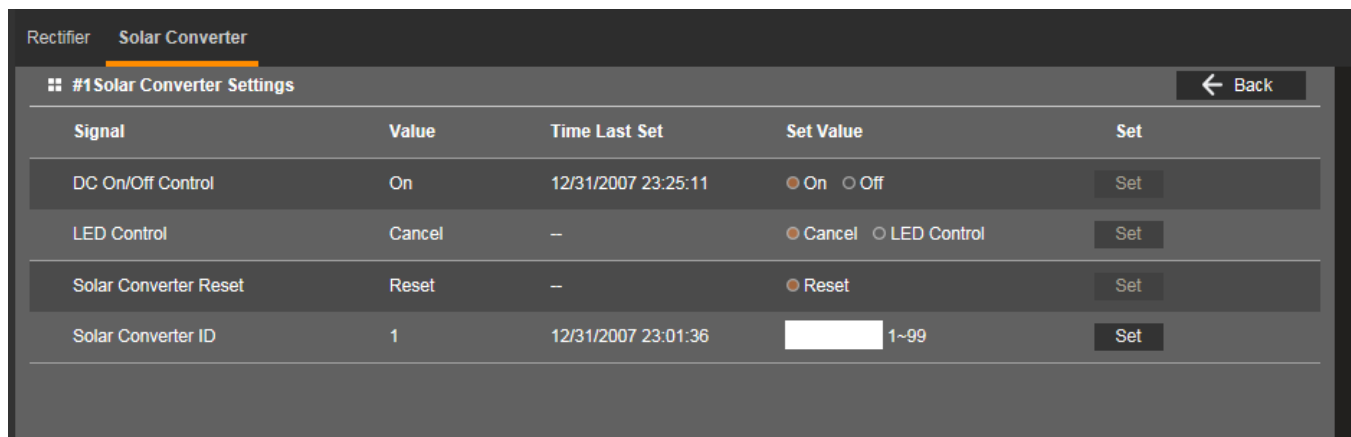 Rectifier Solar Converter
#1Solar Converter Settings Back
Signal Value Time Last Set Set Value Set
DC On/Off Control On 12/31/2007 23:25:11 On Off Set
LED Control Cancel -- Cancel LED Control Set
Solar Converter Reset Reset -- Reset Set
Solar Converter ID 1 12/31/2007 23:01:36 1~99 Set